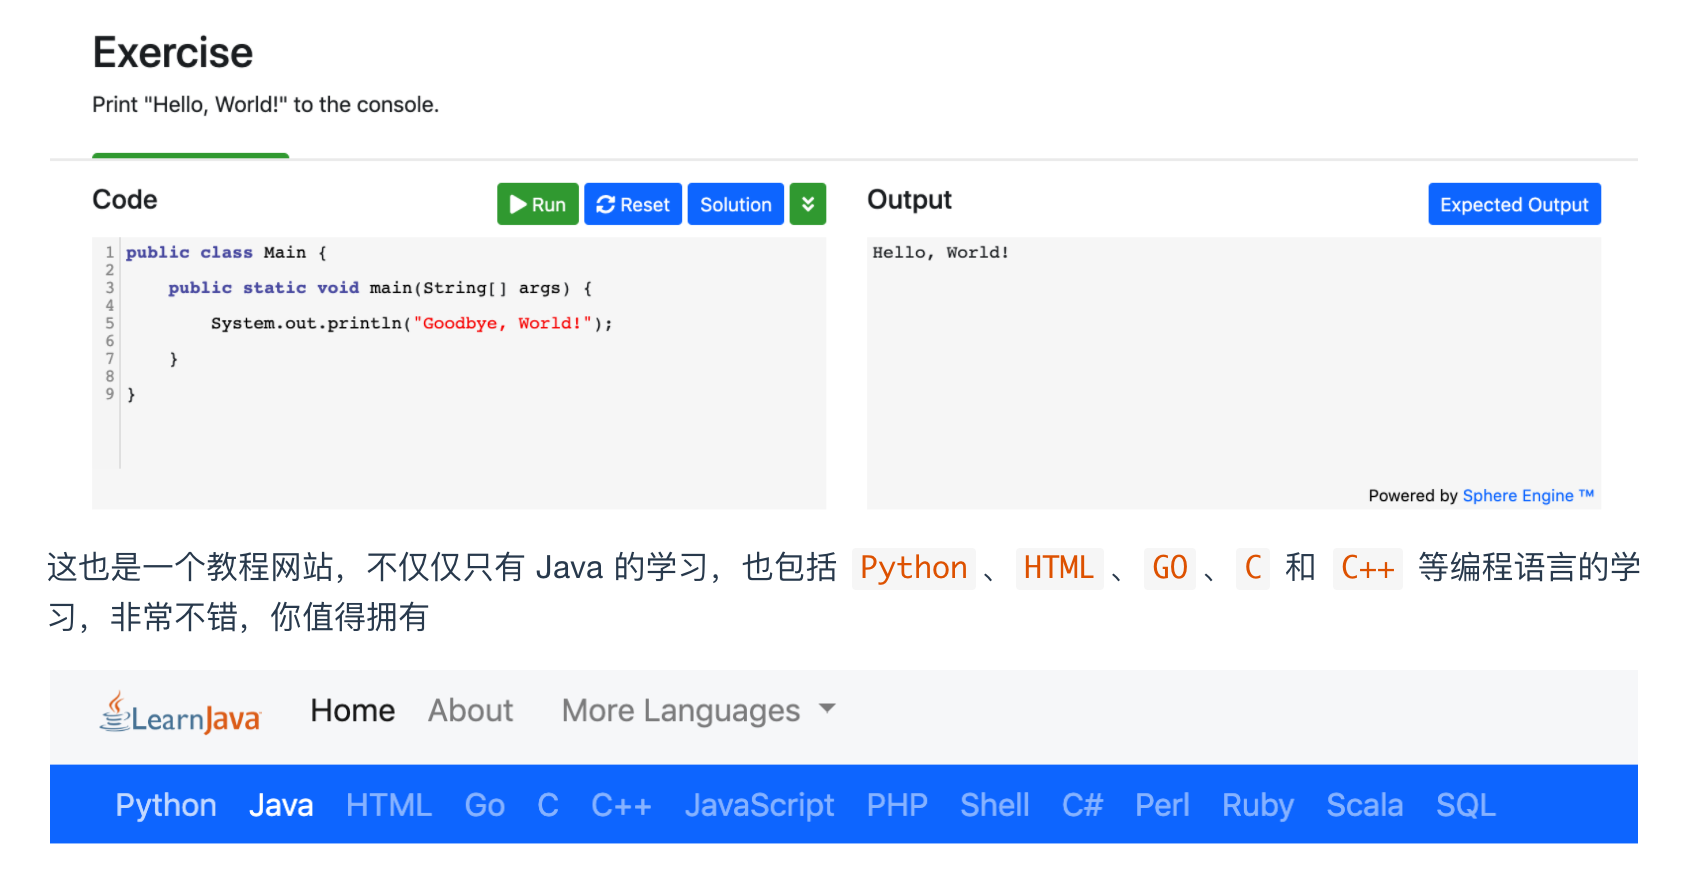 Exercise
Print "Hello, World!" to the console.
Code
Run Reset Solution
Output
Expected Output
1 public class Main {
2
3 public static void main(String[] args) {
4
5 System.out.println("Goodbye, World!");
6
7 }
8
9 }
Hello, World!
Powered by Sphere Engine ™
这也是一个教程网站，不仅仅只有 Java 的学习，也包括 Python 、 HTML 、 GO 、 C 和 C++ 等编程语言的学
习，非常不错，你值得拥有
LearnJava Home About More Languages
Python Java HTML Go C C++ JavaScript PHP Shell C# Perl Ruby Scala SQL